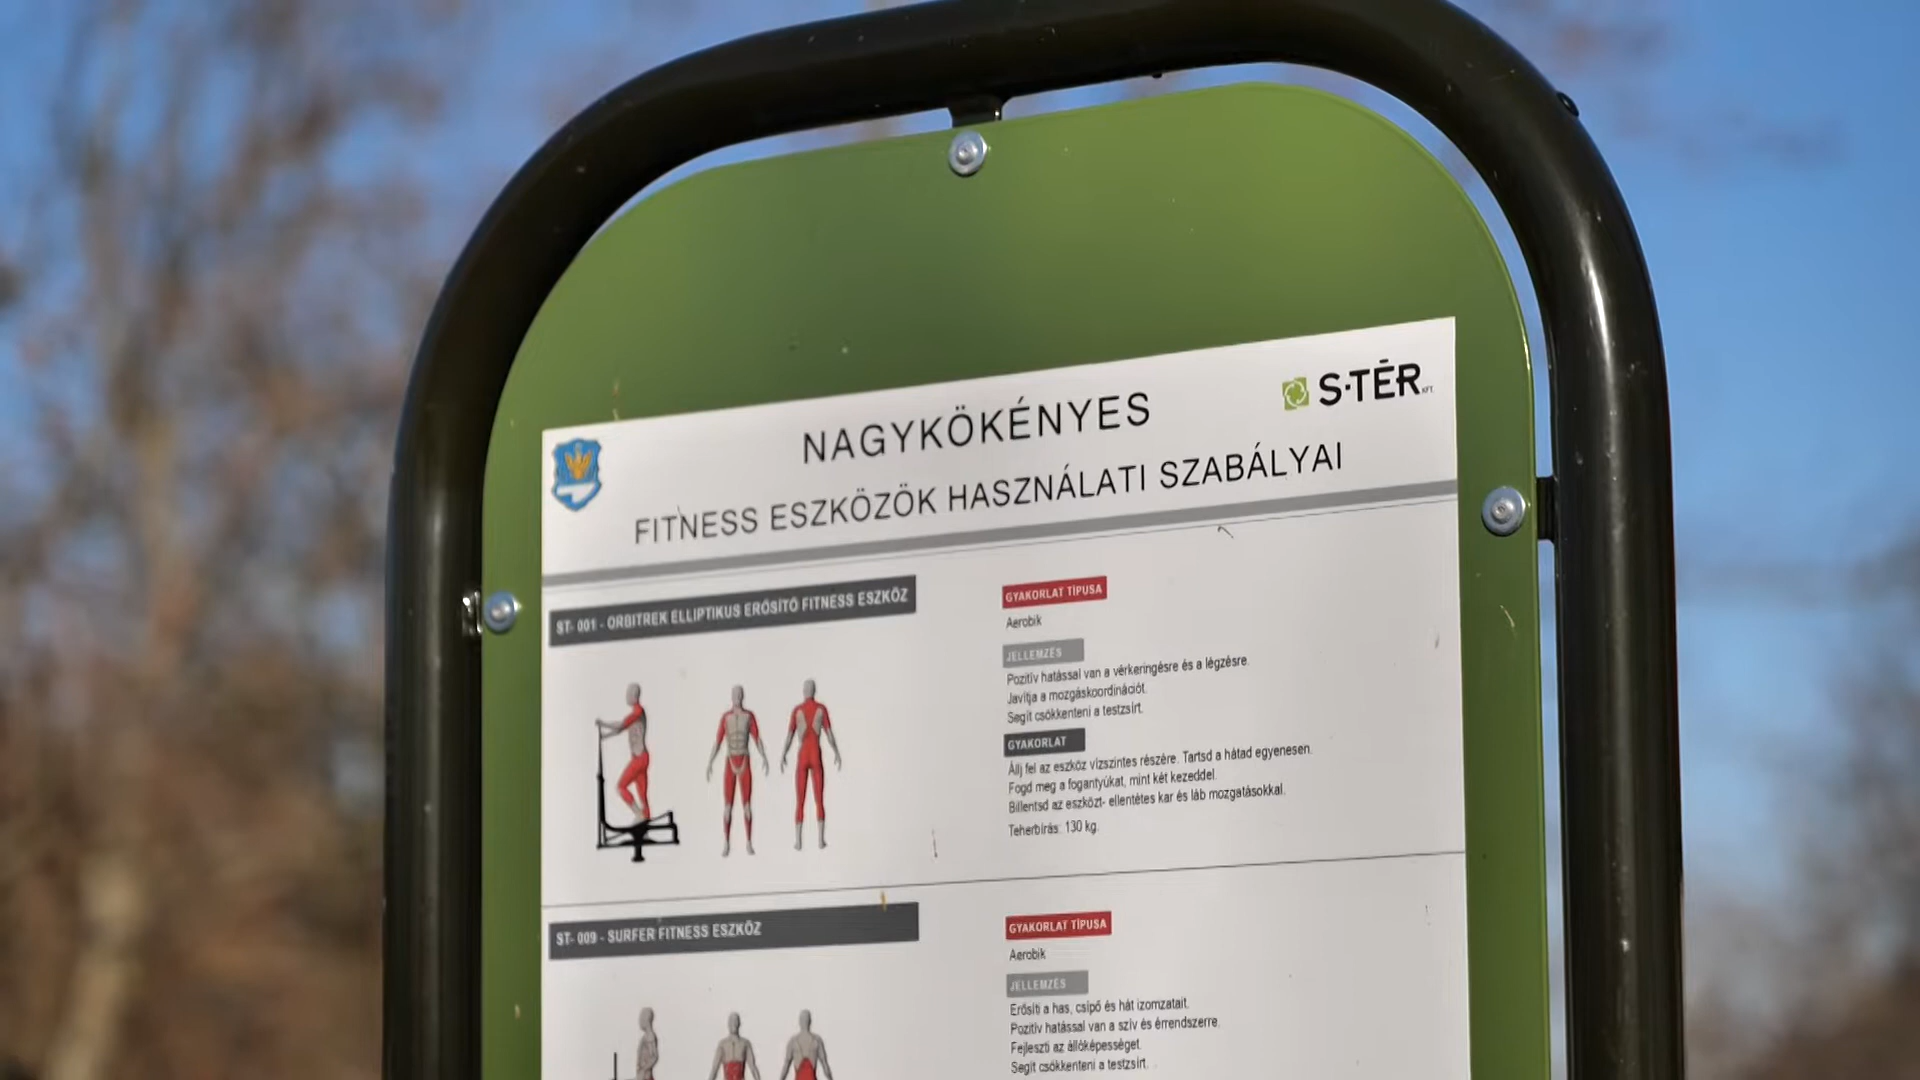 S-TÉR KFT.
NAGYKÖKÉNYES
FITNESS ESZKÖZÖK HASZNÁLATI SZABÁLYAI
ST- 001 - ORBITREK ELLIPTIKUS ERŐSÍTŐ FITNESS ESZKÖZ
GYAKORLAT TÍPUSA
Aerobik
JELLEMZÉS
Pozitív hatással van a vérkeringésre és a légzésre.
Javítja a mozgáskoordinációt.
Segít csökkenteni a testzsírt.
GYAKORLAT
Állj fel az eszköz vízszintes részére. Tartsd a hátad egyenesen.
Fogd meg a fogantyúkat, mint két kezeddel.
Billentsd az eszközt- ellentétes kar és láb mozgatásokkal.
Teherbírás: 130 kg.
ST- 009 - SURFER FITNESS ESZKÖZ
GYAKORLAT TÍPUSA
Aerobik
JELLEMZÉS
Erősíti a has, csípő és hát izomzatait.
Pozitív hatással van a szív és érrendszerre.
Fejleszti az állóképességet.
Segít csökkenteni a testzsírt.